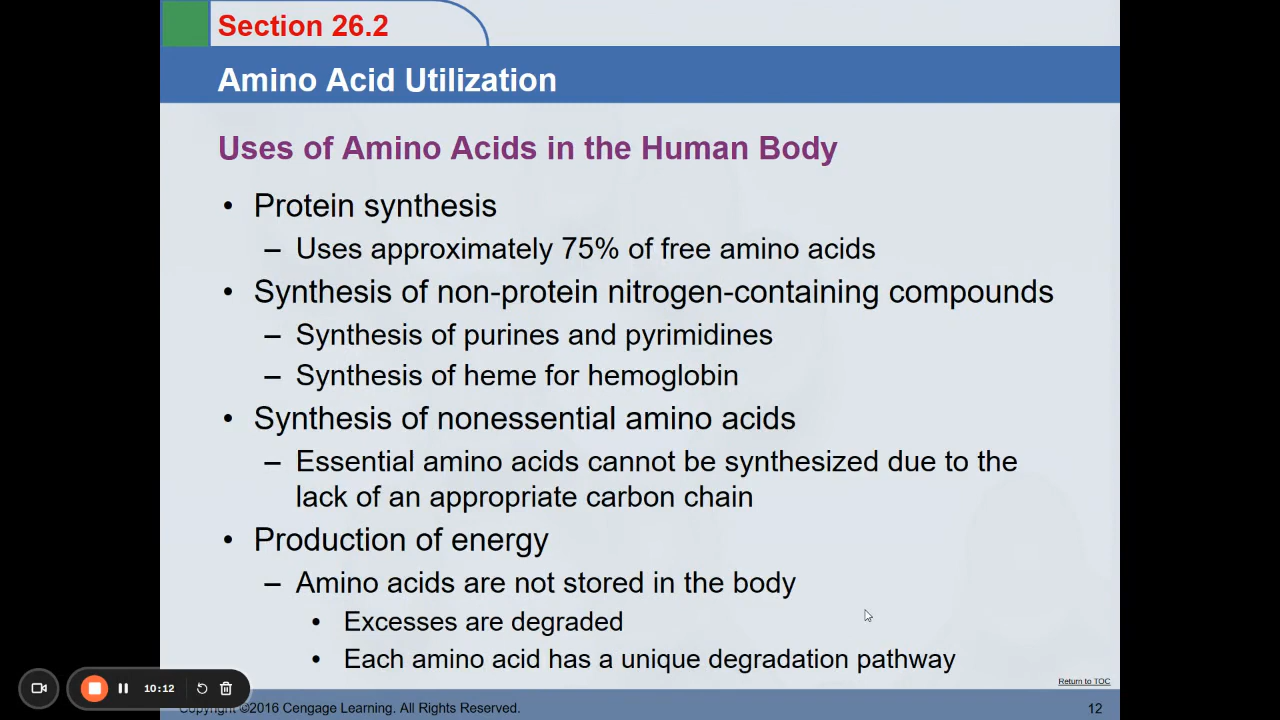 Section 26.2
Amino Acid Utilization
Uses of Amino Acids in the Human Body
• Protein synthesis
– Uses approximately 75% of free amino acids
• Synthesis of non-protein nitrogen-containing compounds
– Synthesis of purines and pyrimidines
– Synthesis of heme for hemoglobin
• Synthesis of nonessential amino acids
– Essential amino acids cannot be synthesized due to the
lack of an appropriate carbon chain
• Production of energy
– Amino acids are not stored in the body
• Excesses are degraded
• Each amino acid has a unique degradation pathway
Return to TOC
10:12
Copyright ©2016 Cengage Learning. All Rights Reserved.
12